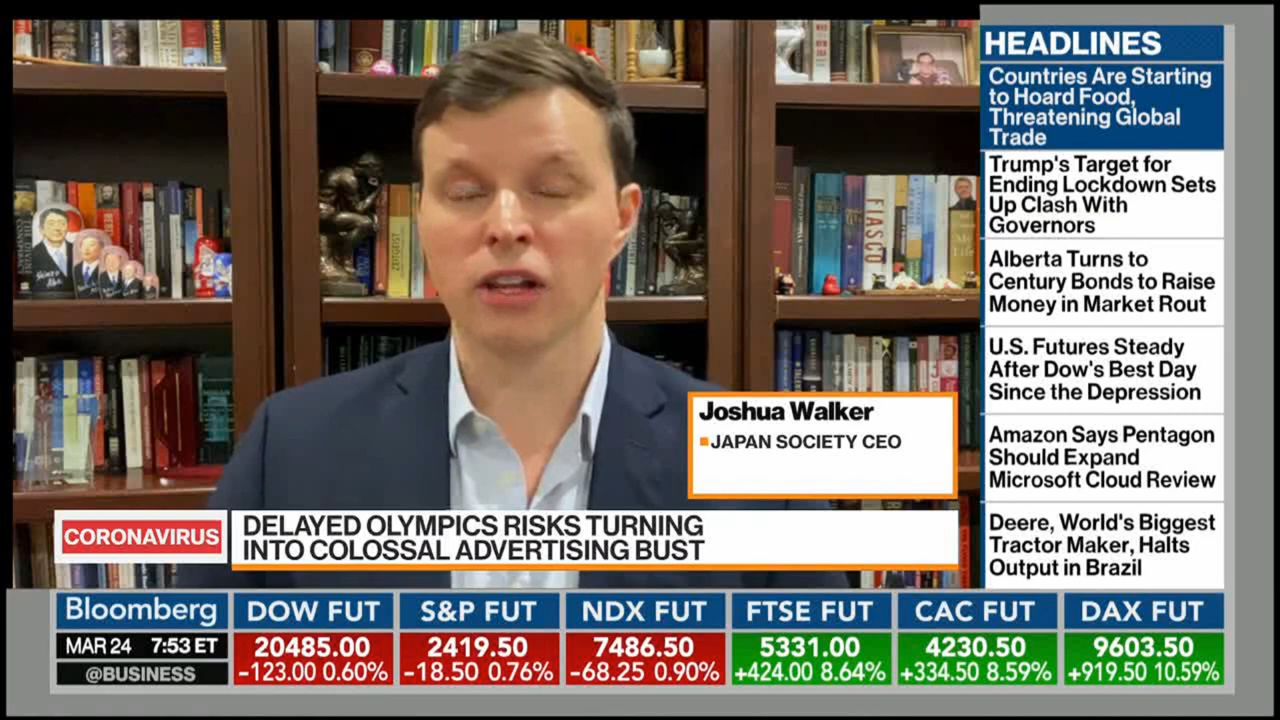 HEADLINES
Countries Are Starting
to Hoard Food,
Threatening Global
Trade
Trump's Target for
Ending Lockdown Sets
Up Clash With
Governors
Alberta Turns to
Century Bonds to Raise
Money in Market Rout
U.S. Futures Steady
After Dow's Best Day
Since the Depression
Amazon Says Pentagon
Should Expand
Microsoft Cloud Review
Deere, World's Biggest
Tractor Maker, Halts
Output in Brazil
ZEITGEIST
FIASCO
Joshua Walker
JAPAN SOCIETY CEO
CORONAVIRUS
DELAYED OLYMPICS RISKS TURNING
INTO COLOSSAL ADVERTISING BUST
Bloomberg
MAR 24 7:53 ET
@BUSINESS
DOW FUT
20485.00
-123.00 0.60%
S&P FUT
2419.50
-18.50 0.76%
NDX FUT
7486.50
-68.25 0.90%
FTSE FUT
5331.00
+424.00 8.64%
CAC FUT
4230.50
+334.50 8.59%
DAX FUT
9603.50
+919.50 10.59%